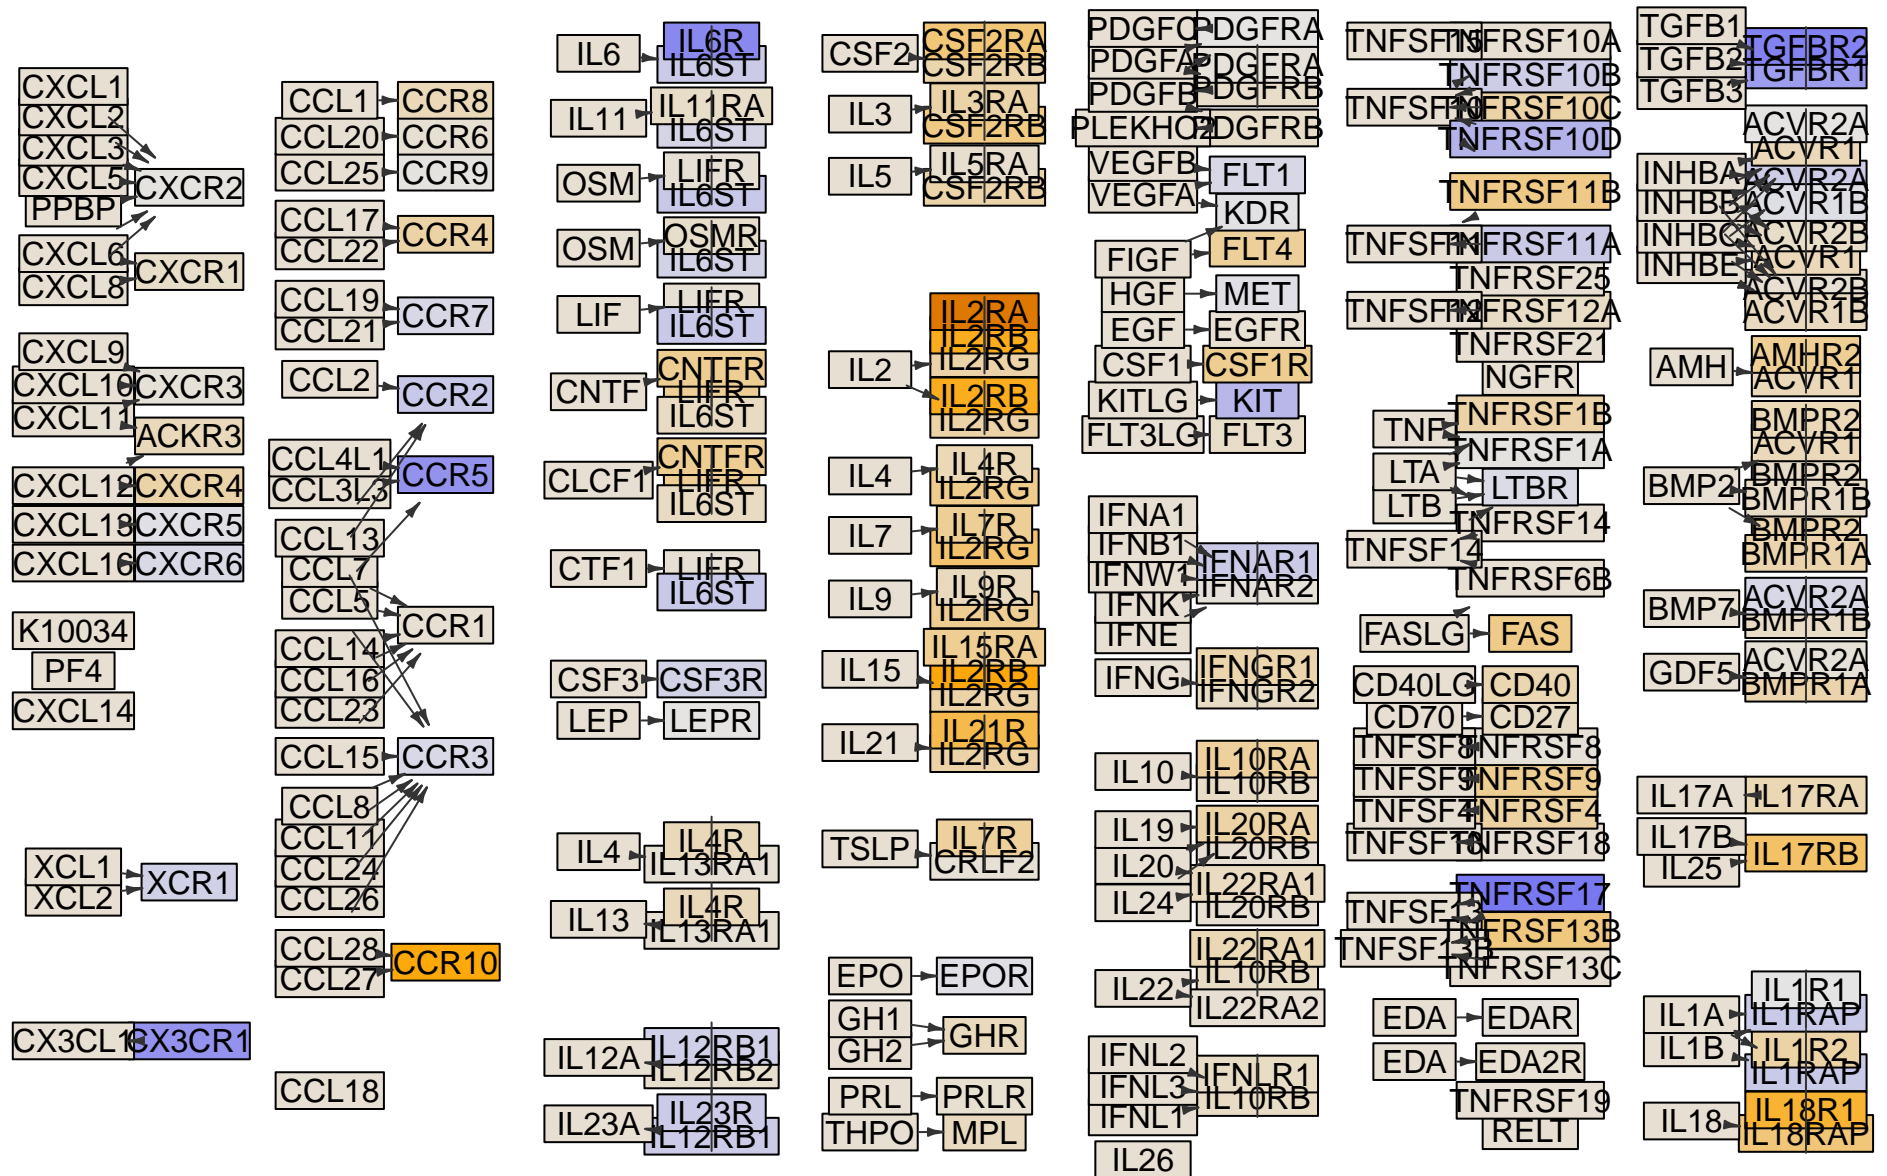 CXCL1
CXCL2
CXCL3
CXCL5
PPBP
CXCR2
CXCL6
CXCL8
CXCR1
CXCL9
CXCL10
CXCL11
CXCR3
ACKR3
CXCL12
CXCR4
CXCL13
CXCR5
CXCL16
CXCR6
K10034
PF4
CXCL14
XCL1
XCL2
XCR1
CX3CL1
CX3CR1
CCL1
CCR8
CCL20
CCR6
CCL25
CCR9
CCL17
CCL22
CCR4
CCL19
CCL21
CCR7
CCL2
CCR2
CCL4L1
CCL3L3
CCR5
CCL13
CCL7
CCL5
CCR1
CCL14
CCL16
CCL23
CCL15
CCR3
CCL8
CCL11
CCL24
CCL26
CCL28
CCL27
CCR10
CCL18
IL6
IL6R
IL6ST
IL11
IL11RA
IL6ST
OSM
LIFR
IL6ST
OSM
OSMR
IL6ST
LIF
LIFR
IL6ST
CNTF
CNTFR
LIFR
IL6ST
CLCF1
CNTFR
LIFR
IL6ST
CTF1
LIFR
IL6ST
CSF3
CSF3R
LEP
LEPR
IL4
IL4R
IL13RA1
IL13
IL4R
IL13RA1
IL12A
IL12RB1
IL12RB2
IL23A
IL23R
IL12RB1
CSF2
CSF2RA
CSF2RB
IL3
IL3RA
CSF2RB
IL5
IL5RA
CSF2RB
IL2
IL2RA
IL2RB
IL2RG
IL2RB
IL2RG
IL4
IL4R
IL2RG
IL7
IL7R
IL2RG
IL9
IL9R
IL2RG
IL15
IL15RA
IL2RB
IL2RG
IL21
IL21R
IL2RG
TSLP
IL7R
CRLF2
EPO
EPOR
GH1
GH2
GHR
PRL
PRLR
THPO
MPL
PDGFC
PDGFRA
PDGFA
PDGFRA
PDGFB
PDGFRB
PLEKHO2
PDGFRB
VEGFB
VEGFA
FLT1
KDR
FIGF
FLT4
HGF
MET
EGF
EGFR
CSF1
CSF1R
KITLG
KIT
FLT3LG
FLT3
IFNA1
IFNB1
IFNW1
IFNK
IFNE
IFNAR1
IFNAR2
IFNG
IFNGR1
IFNGR2
IL10
IL10RA
IL10RB
IL19
IL20
IL24
IL20RA
IL20RB
IL22RA1
IL20RB
IL22
IL22RA1
IL10RB
IL22RA2
IFNL2
IFNL3
IFNL1
IFNLR1
IL10RB
IL26
TNFSF15
TNFRSF10A
TNFRSF10B
TNFSF10
TNFRSF10C
TNFRSF10D
TNFRSF11B
TNFSF11
TNFRSF11A
TNFRSF25
TNFSF12
TNFRSF12A
TNFRSF21
NGFR
TNF
TNFRSF1B
TNFRSF1A
LTA
LTB
LTBR
TNFRSF14
TNFSF14
TNFRSF6B
FASLG
FAS
CD40LG
CD40
CD70
CD27
TNFSF8
TNFRSF8
TNFSF9
TNFRSF9
TNFSF4
TNFRSF4
TNFSF18
TNFRSF18
TNFRSF17
TNFSF13
TNFRSF13B
TNFSF13B
TNFRSF13C
EDA
EDAR
EDA
EDA2R
TNFRSF19
RELT
TGFB1
TGFB2
TGFB3
TGFBR2
TGFBR1
INHBA
INHBB
INHBC
INHBE
ACVR2A
ACVR1
ACVR2A
ACVR1B
ACVR2B
ACVR1
ACVR2B
ACVR1B
AMH
AMHR2
ACVR1
BMP2
BMPR2
ACVR1
BMPR2
BMPR1B
BMPR2
BMPR1A
BMP7
ACVR2A
BMPR1B
GDF5
ACVR2A
BMPR1A
IL17A
IL17RA
IL17B
IL25
IL17RB
IL1A
IL1B
IL1R1
IL1RAP
IL1R2
IL1RAP
IL18
IL18R1
IL18RAP